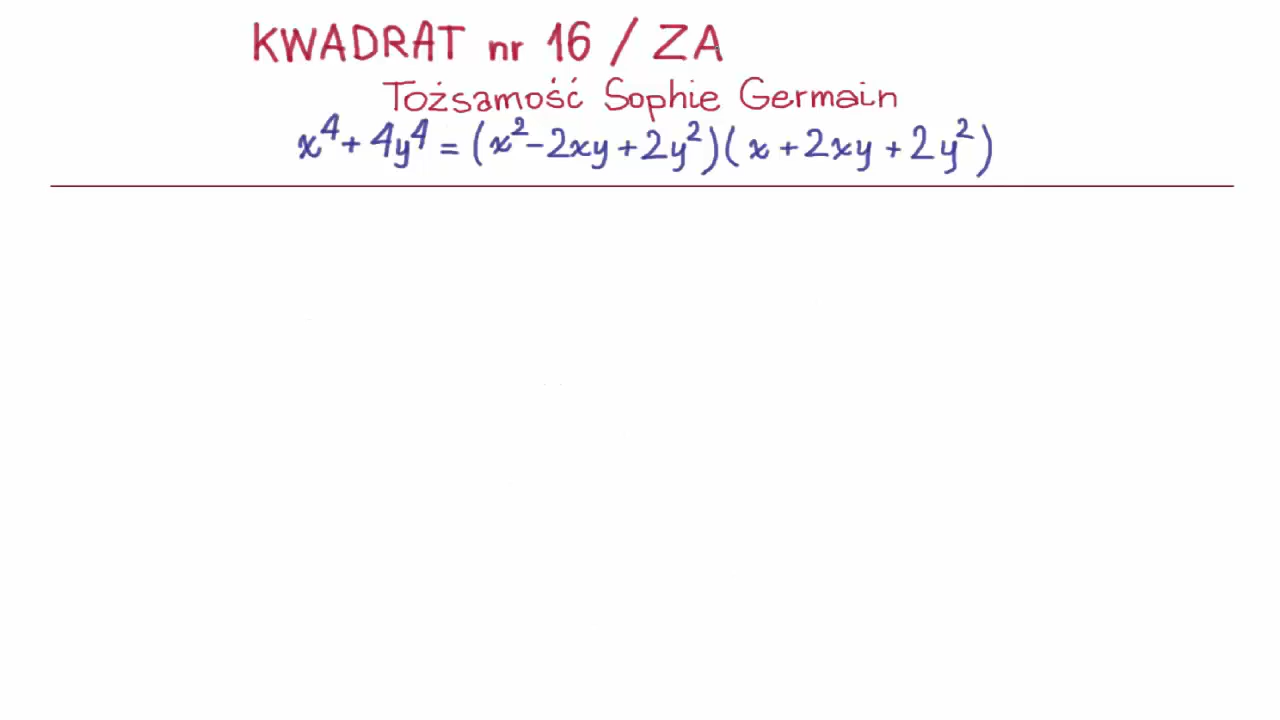 KWADRAT nr 16 / ZA
Tożsamość Sophie Germain
x⁴ + 4y⁴ = (x² - 2xy + 2y²)(x + 2xy + 2y²)